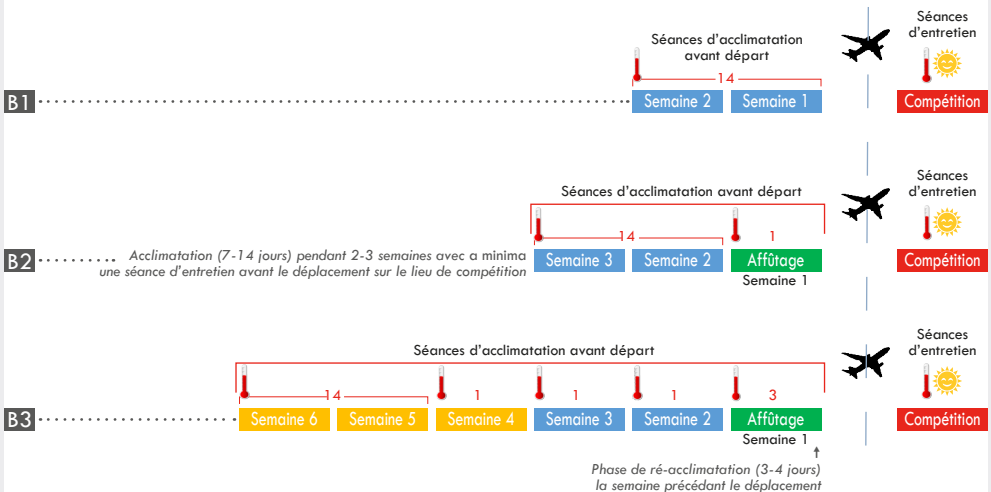 Séances
d'entretien
Séances d'acclimatation
avant départ
14
B1
Semaine 2
Semaine 1
Compétition
Séances
d'entretien
Séances d'acclimatation avant départ
14
1
Acclimatation (7-14 jours) pendant 2-3 semaines avec a minima
une séance d'entretien avant le déplacement sur le lieu de compétition
B2
Semaine 3
Semaine 2
Affûtage
Compétition
Semaine 1
Séances
d'entretien
Séances d'acclimatation avant départ
14
1
1
1
3
B3
Semaine 6
Semaine 5
Semaine 4
Semaine 3
Semaine 2
Affûtage
Compétition
Semaine 1
Phase de ré-acclimatation (3-4 jours)
la semaine précédant le déplacement